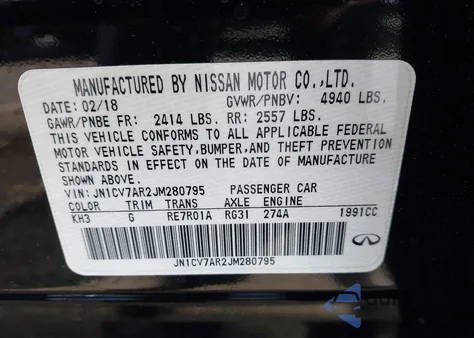 MANUFACTURED BY NISSAN MOTOR CO.,LTD.
DATE: 02/18 GVWR/PNBV: 4940 LBS.
GAWR/PNBE FR: 2414 LBS. RR: 2557 LBS.
THIS VEHICLE CONFORMS TO ALL APPLICABLE FEDERAL
MOTOR VEHICLE SAFETY,BUMPER,AND THEFT PREVENTION
STANDARDS IN EFFECT ON THE DATE OF MANUFACTURE
SHOWN ABOVE.
VIN: JN1CV7AR2JM280795 PASSENGER CAR
COLOR TRIM TRANS AXLE ENGINE
KH3 G RE7R01A RG31 274A 1991CC
JN1CV7AR2JM280795